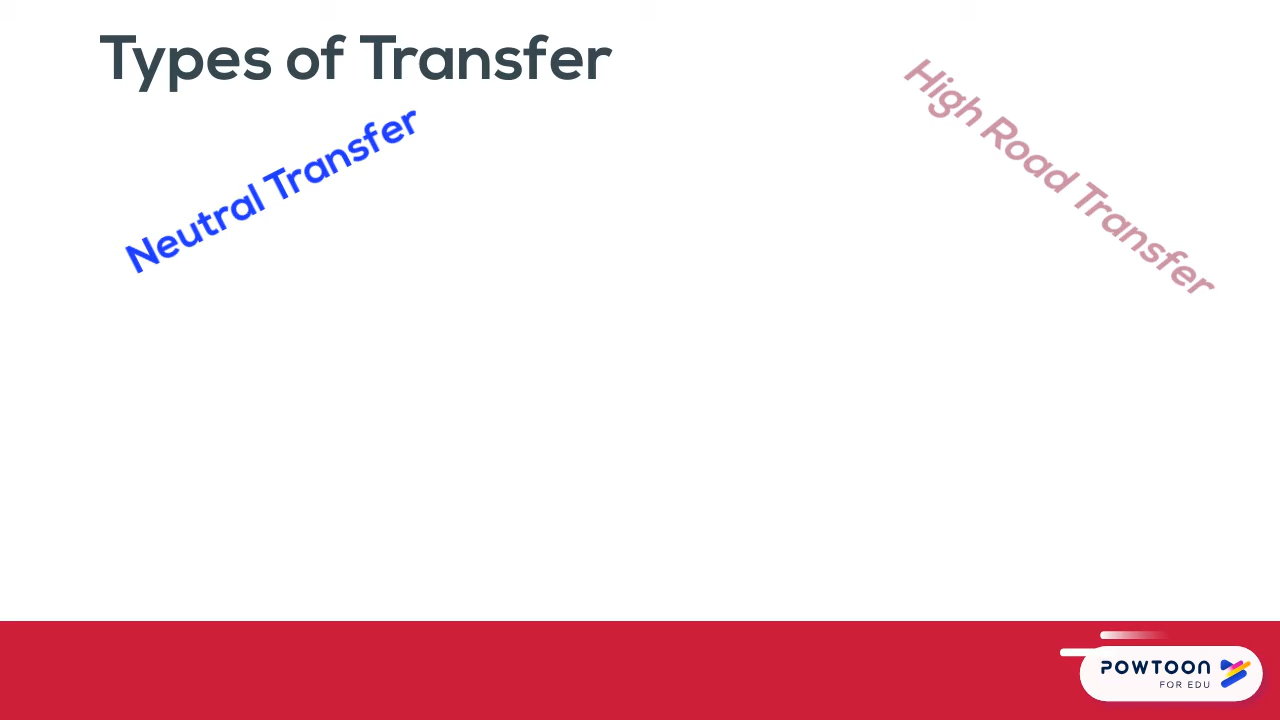 Types of Transfer
Neutral Transfer
High Road Transfer
POWTOON
FOR EDU